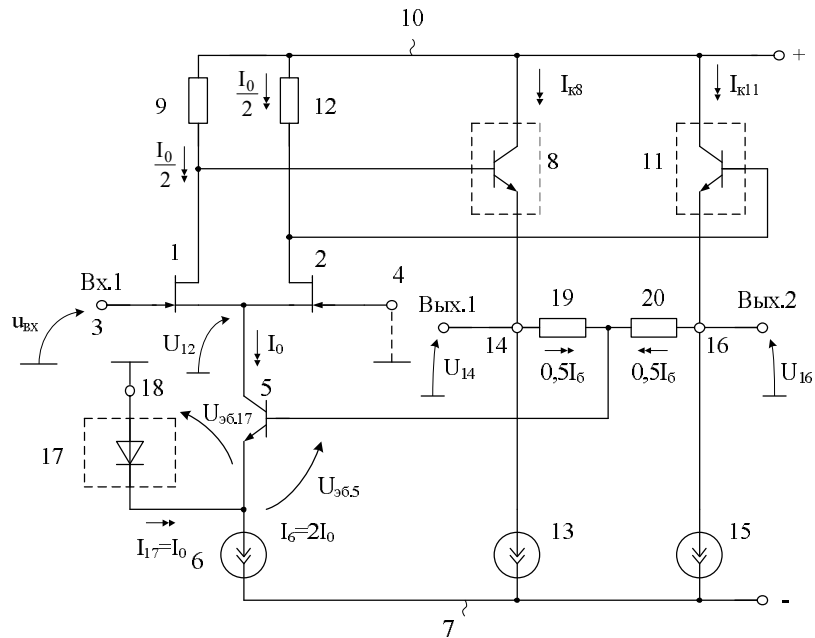 10
+
9
I₀/2
12
Iк8
Iк11
I₀/2
8
11
1
2
4
Вх.1
3
uвх
U12
I₀
Вых.1
19
20
Вых.2
14
16
U14
0,5Iб
0,5Iб
U16
18
5
Uэб.17
17
Uэб.5
I17=I₀
6
I6=2I₀
13
15
7
-